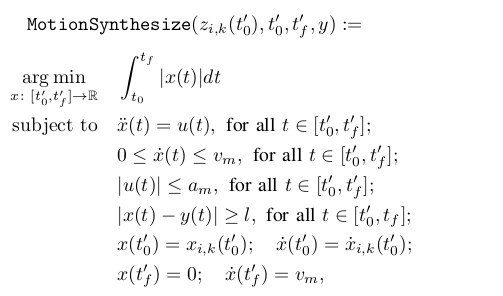 MotionSynthesize(z_{i,k}(t'_0), t'_0, t'_f, y) :=
arg min_{x: [t'_0,t'_f]→ℝ} ∫_{t_0}^{t_f} |x(t)|dt
subject to ẍ(t) = u(t), for all t ∈ [t'_0, t'_f];
0 ≤ ẋ(t) ≤ v_m, for all t ∈ [t'_0, t'_f];
|u(t)| ≤ a_m, for all t ∈ [t'_0, t'_f];
|x(t) − y(t)| ≥ l, for all t ∈ [t'_0, t_f];
x(t'_0) = x_{i,k}(t'_0); ẋ(t'_0) = ẋ_{i,k}(t'_0);
x(t'_f) = 0; ẋ(t'_f) = v_m,